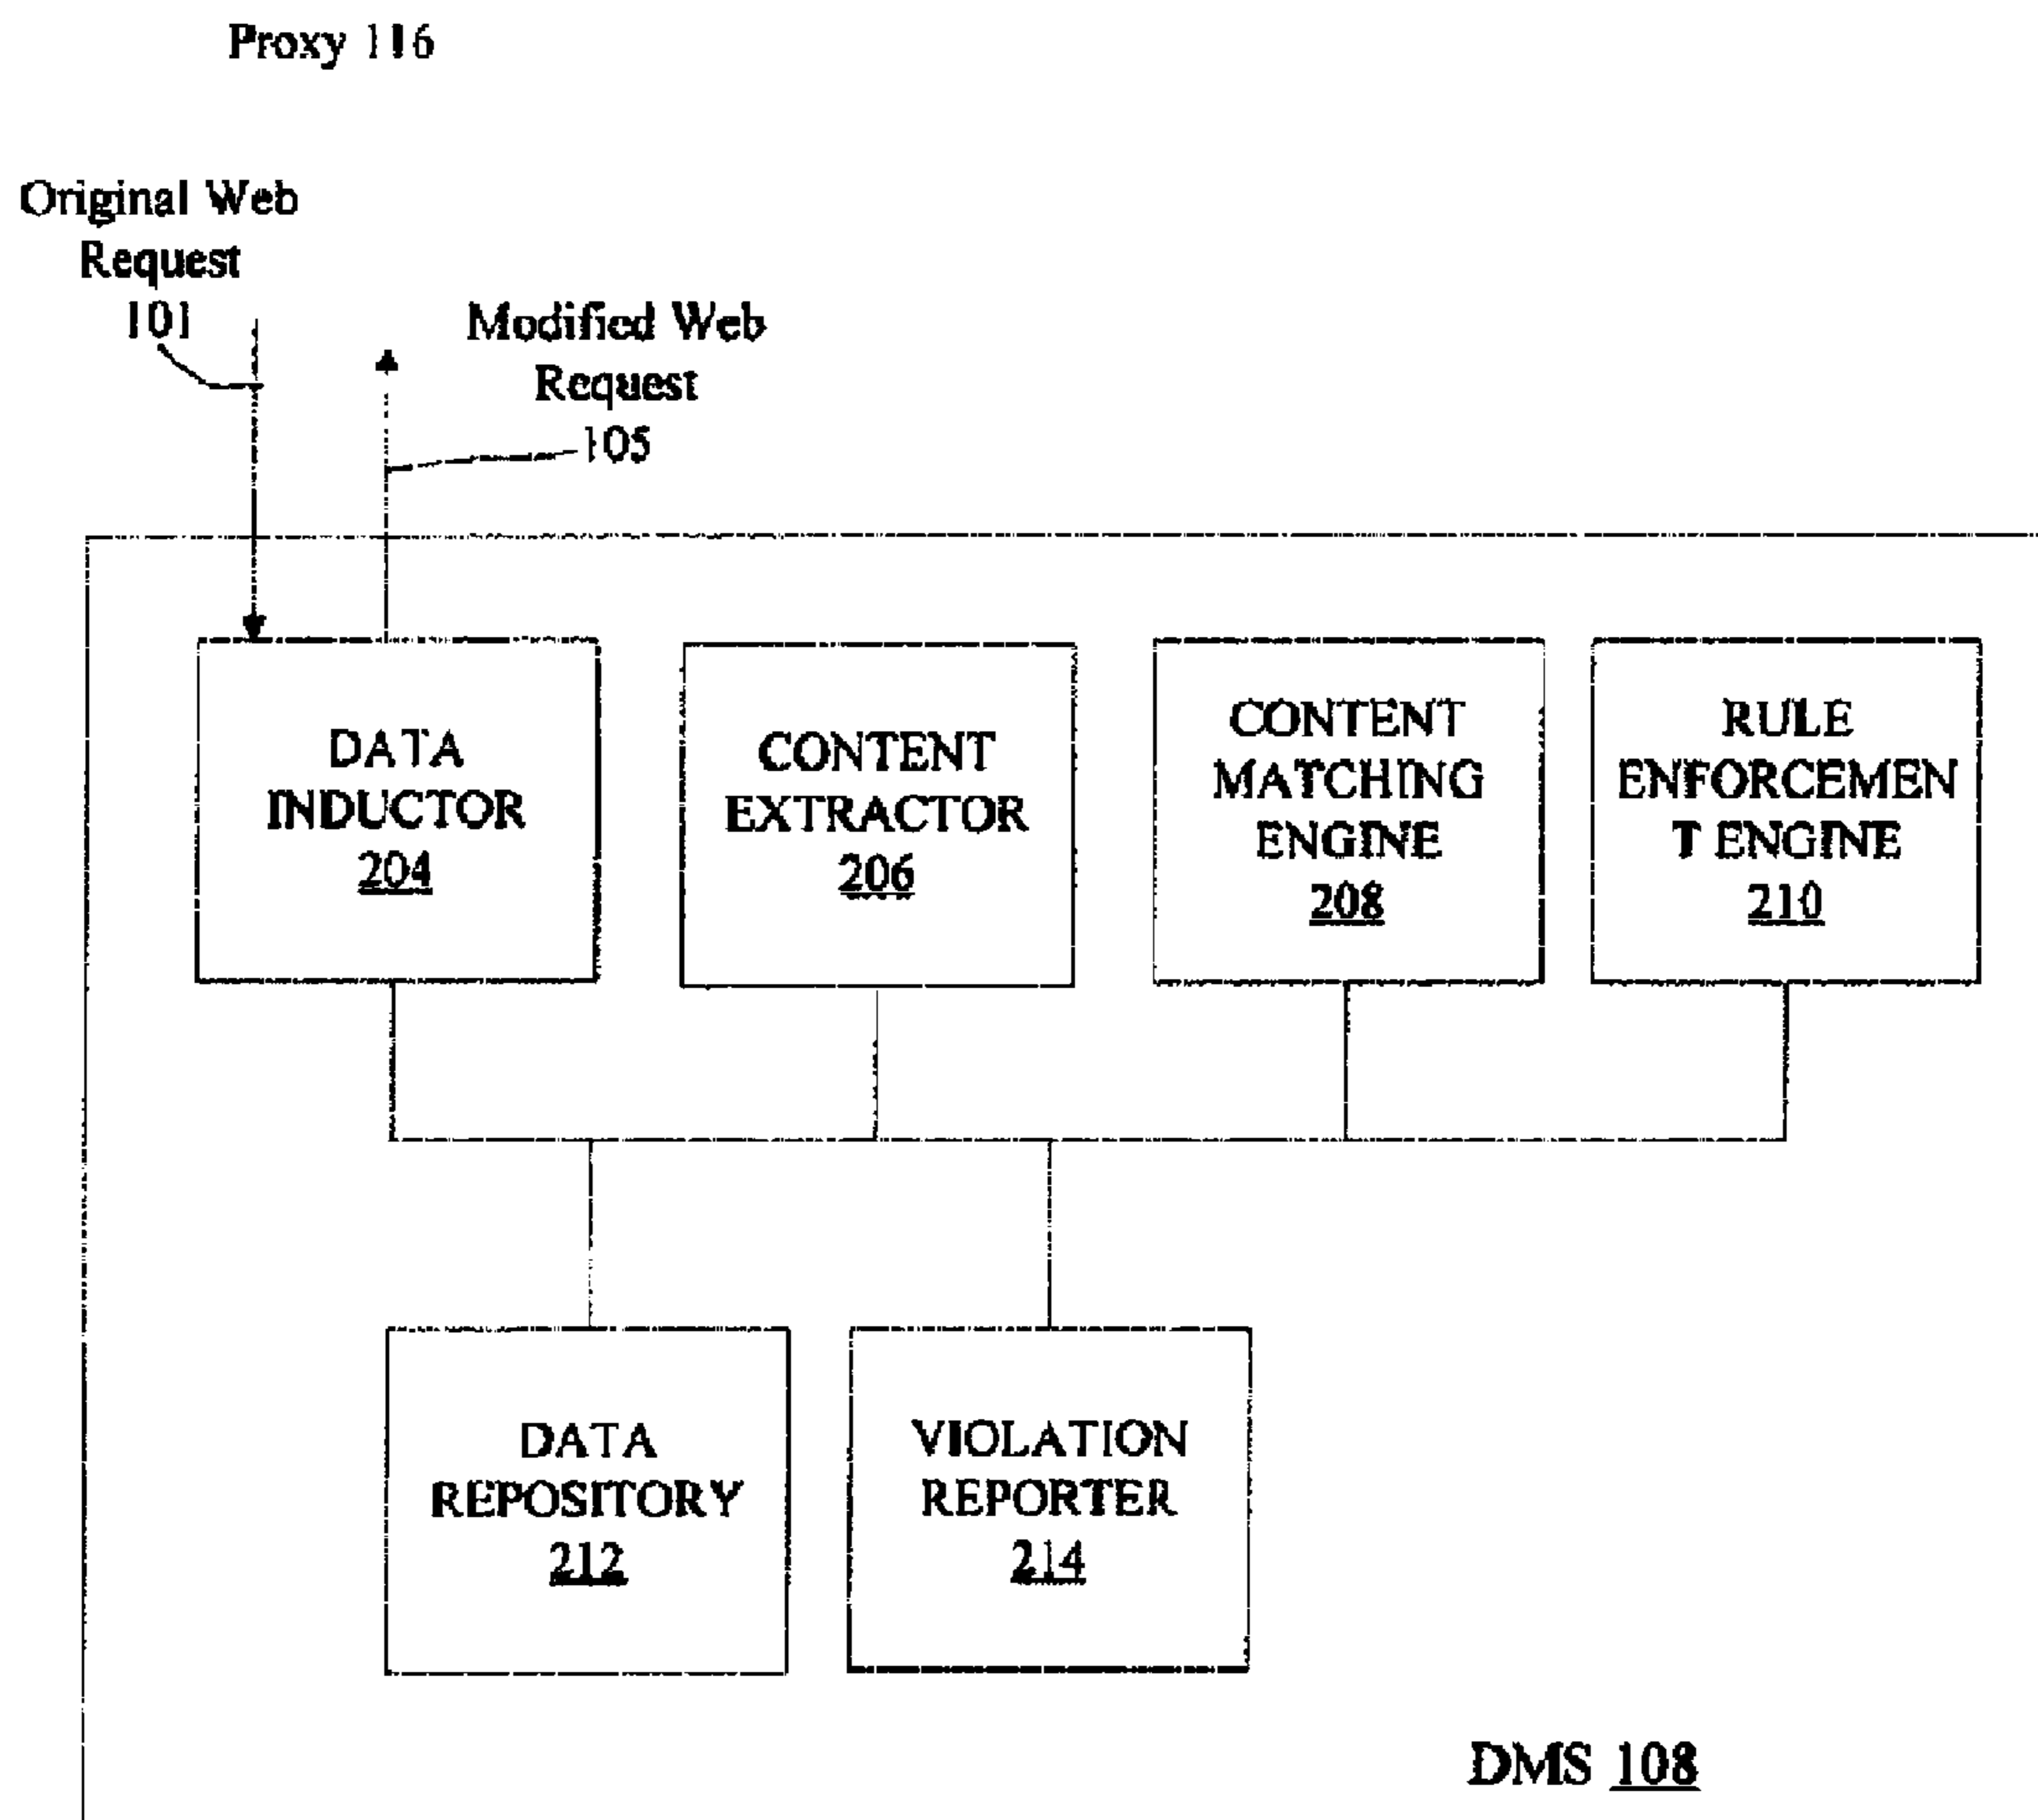 Proxy 116
Original Web
Request
101
Modified Web
Request
105
DATA
INDUCTOR
204
CONTENT
EXTRACTOR
206
CONTENT
MATCHING
ENGINE
208
RULE
ENFORCEMEN
T ENGINE
210
DATA
REPOSITORY
212
VIOLATION
REPORTER
214
DMS 108